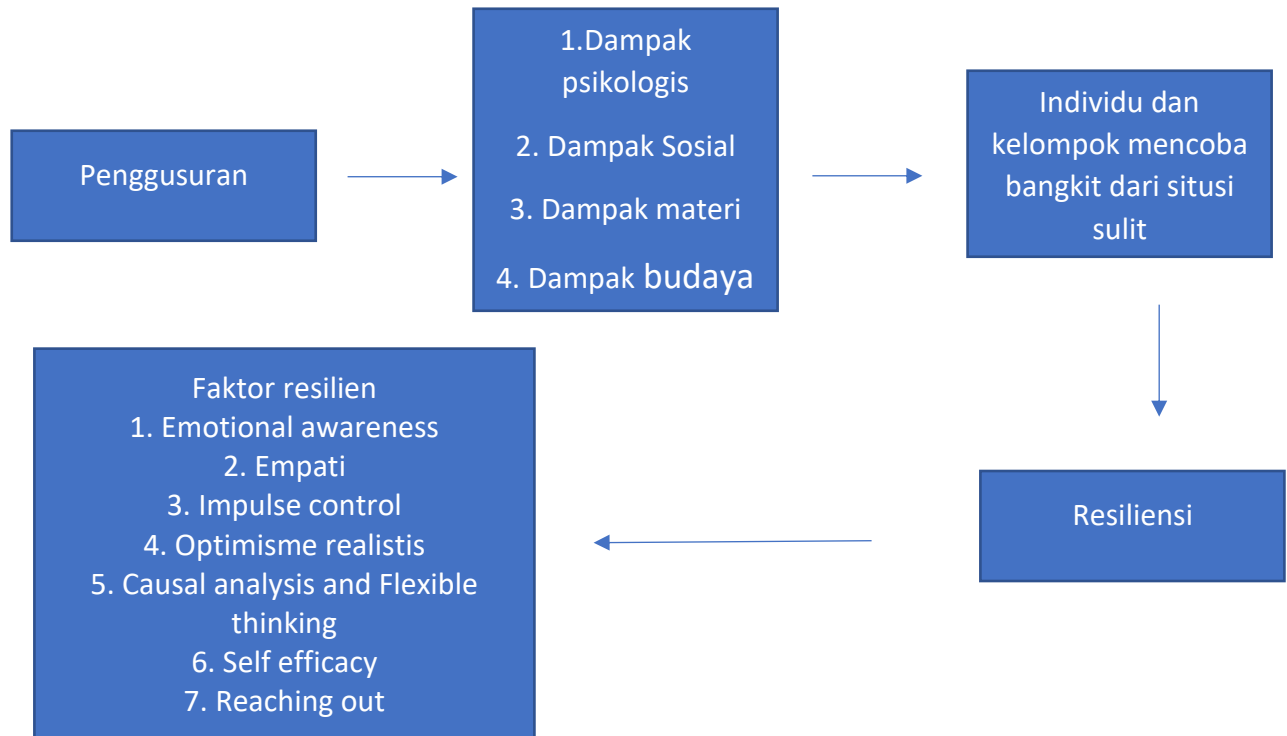 Penggusuran
1.Dampak
psikologis
2. Dampak Sosial
3. Dampak materi
4. Dampak budaya
Individu dan
kelompok mencoba
bangkit dari situsi
sulit
Resiliensi
Faktor resilien
1. Emotional awareness
2. Empati
3. Impulse control
4. Optimisme realistis
5. Causal analysis and Flexible
thinking
6. Self efficacy
7. Reaching out